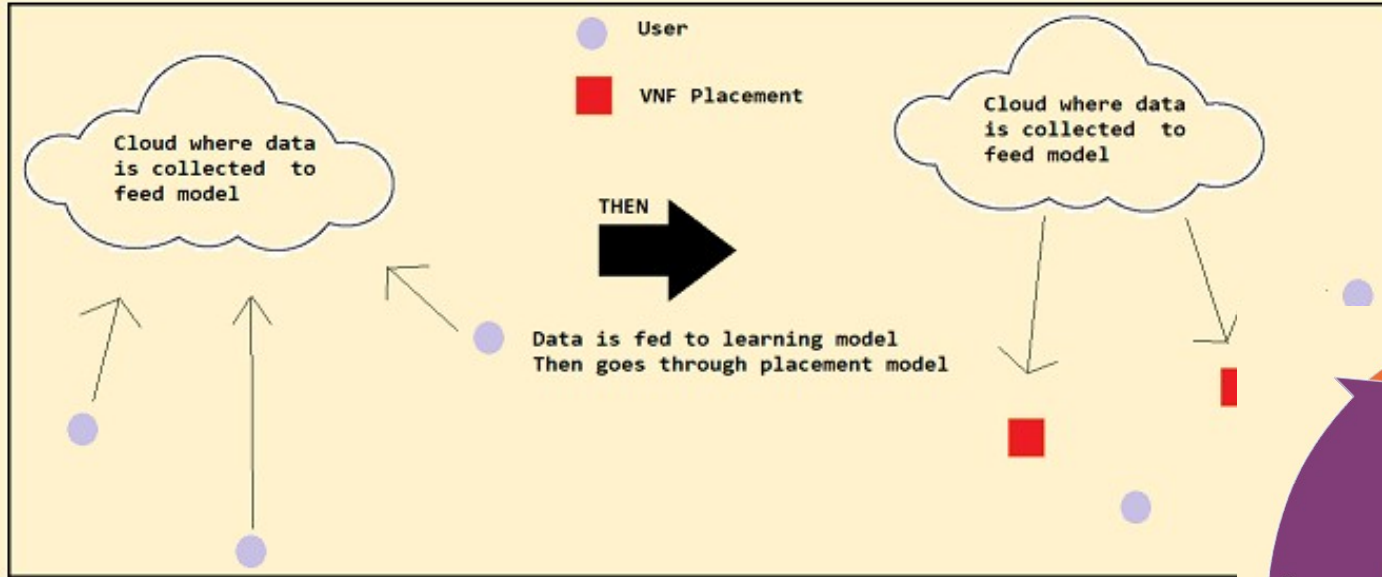 User
VNF Placement
Cloud where data
is collected to
feed model
THEN
Data is fed to learning model
Then goes through placement model
Cloud where data
is collected to
feed model